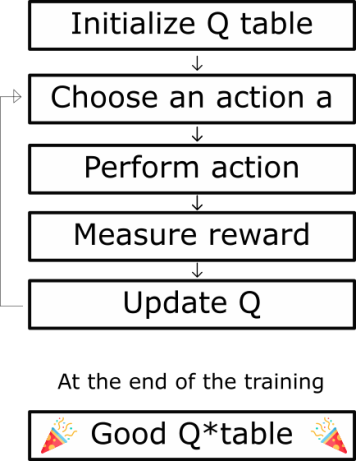 Initialize Q table
Choose an action a
Perform action
Measure reward
Update Q
At the end of the training
Good Q*table